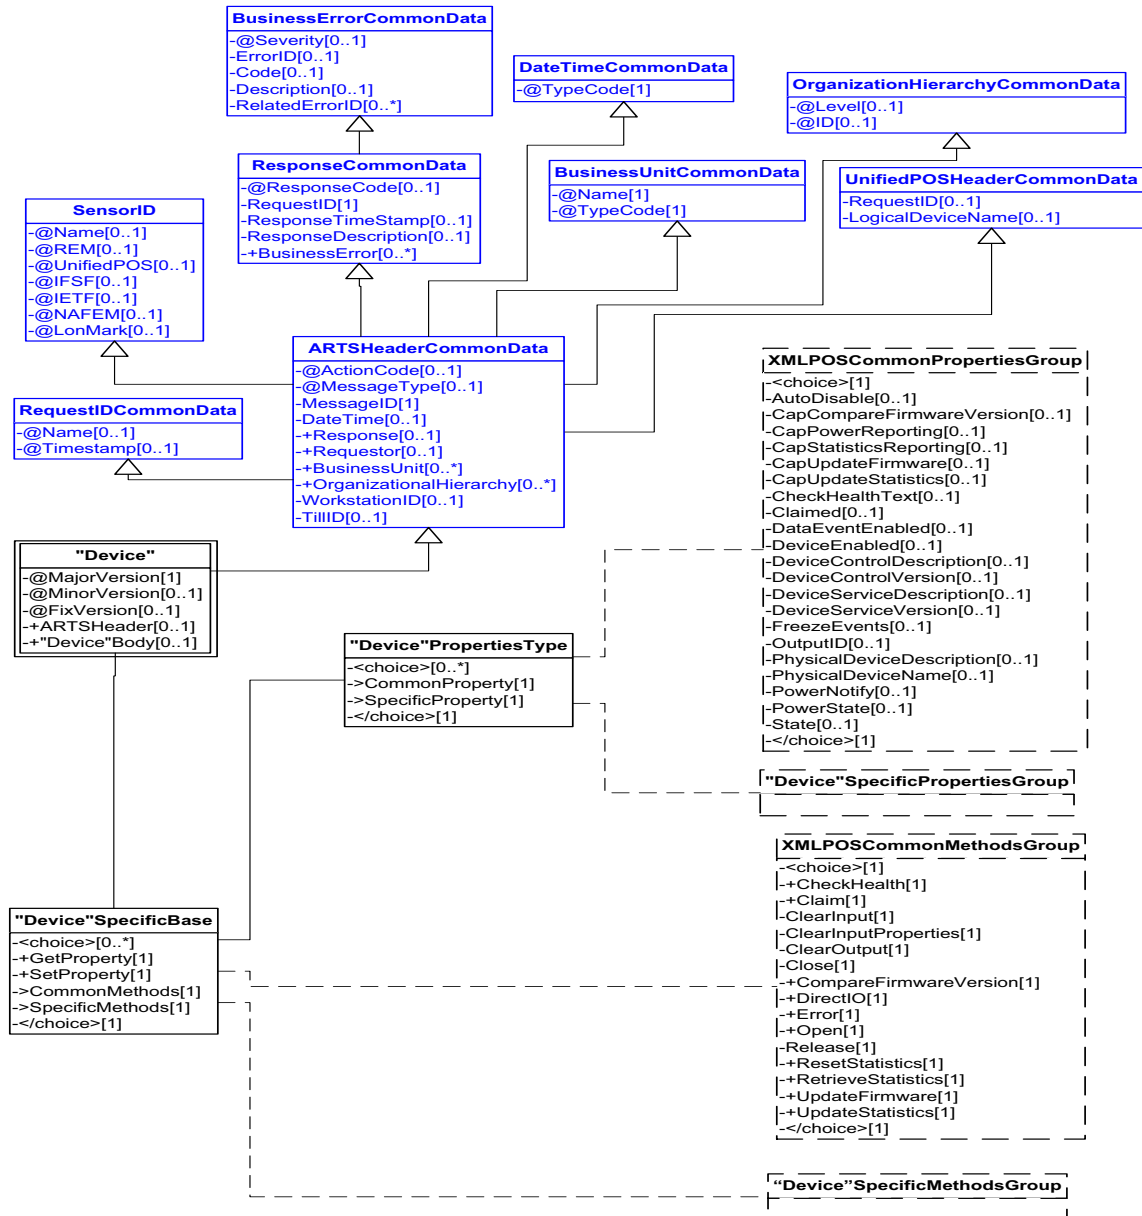 BusinessErrorCommonData
-@Severity[0..1]
-ErrorID[0..1]
-Code[0..1]
-Description[0..1]
-RelatedErrorID[0..*]
DateTimeCommonData
-@TypeCode[1]
OrganizationHierarchyCommonData
-@Level[0..1]
-@ID[0..1]
ResponseCommonData
-@ResponseCode[0..1]
-RequestID[1]
-ResponseTimeStamp[0..1]
-ResponseDescription[0..1]
-+BusinessError[0..*]
BusinessUnitCommonData
-@Name[1]
-@TypeCode[1]
UnifiedPOSHeaderCommonData
-RequestID[0..1]
-LogicalDeviceName[0..1]
SensorID
-@Name[0..1]
-@REM[0..1]
-@UnifiedPOS[0..1]
-@IFSF[0..1]
-@IETF[0..1]
-@NAFEM[0..1]
-@LonMark[0..1]
ARTSHeaderCommonData
-@ActionCode[0..1]
-@MessageType[0..1]
-MessageID[1]
-DateTime[0..1]
-+Response[0..1]
-+Requestor[0..1]
-+BusinessUnit[0..*]
-+OrganizationalHierarchy[0..*]
-WorkstationID[0..1]
-TillID[0..1]
RequestIDCommonData
-@Name[0..1]
-@Timestamp[0..1]
XMLPOSCommonPropertiesGroup
-<choice>[1]
-AutoDisable[0..1]
-CapCompareFirmwareVersion[0..1]
-CapPowerReporting[0..1]
-CapStatisticsReporting[0..1]
-CapUpdateFirmware[0..1]
-CapUpdateStatistics[0..1]
-CheckHealthText[0..1]
-Claimed[0..1]
-DataEventEnabled[0..1]
-DeviceEnabled[0..1]
-DeviceControlDescription[0..1]
-DeviceControlVersion[0..1]
-DeviceServiceDescription[0..1]
-DeviceServiceVersion[0..1]
-FreezeEvents[0..1]
-OutputID[0..1]
-PhysicalDeviceDescription[0..1]
-PhysicalDeviceName[0..1]
-PowerNotify[0..1]
-PowerState[0..1]
-State[0..1]
-</choice>[1]
"Device"
-@MajorVersion[1]
-@MinorVersion[0..1]
-@FixVersion[0..1]
-+ARTSHeader[0..1]
-+"Device"Body[0..1]
"Device"PropertiesType
-<choice>[0..*]
->CommonProperty[1]
->SpecificProperty[1]
-</choice>[1]
"Device"SpecificPropertiesGroup
XMLPOSCommonMethodsGroup
-<choice>[1]
-+CheckHealth[1]
-+Claim[1]
-ClearInput[1]
-ClearInputProperties[1]
-ClearOutput[1]
-Close[1]
-+CompareFirmwareVersion[1]
-+DirectIO[1]
-+Error[1]
-+Open[1]
-Release[1]
-+ResetStatistics[1]
-+RetrieveStatistics[1]
-+UpdateFirmware[1]
-+UpdateStatistics[1]
-</choice>[1]
"Device"SpecificBase
-<choice>[0..*]
-+GetProperty[1]
-+SetProperty[1]
->CommonMethods[1]
->SpecificMethods[1]
-</choice>[1]
“Device”SpecificMethodsGroup